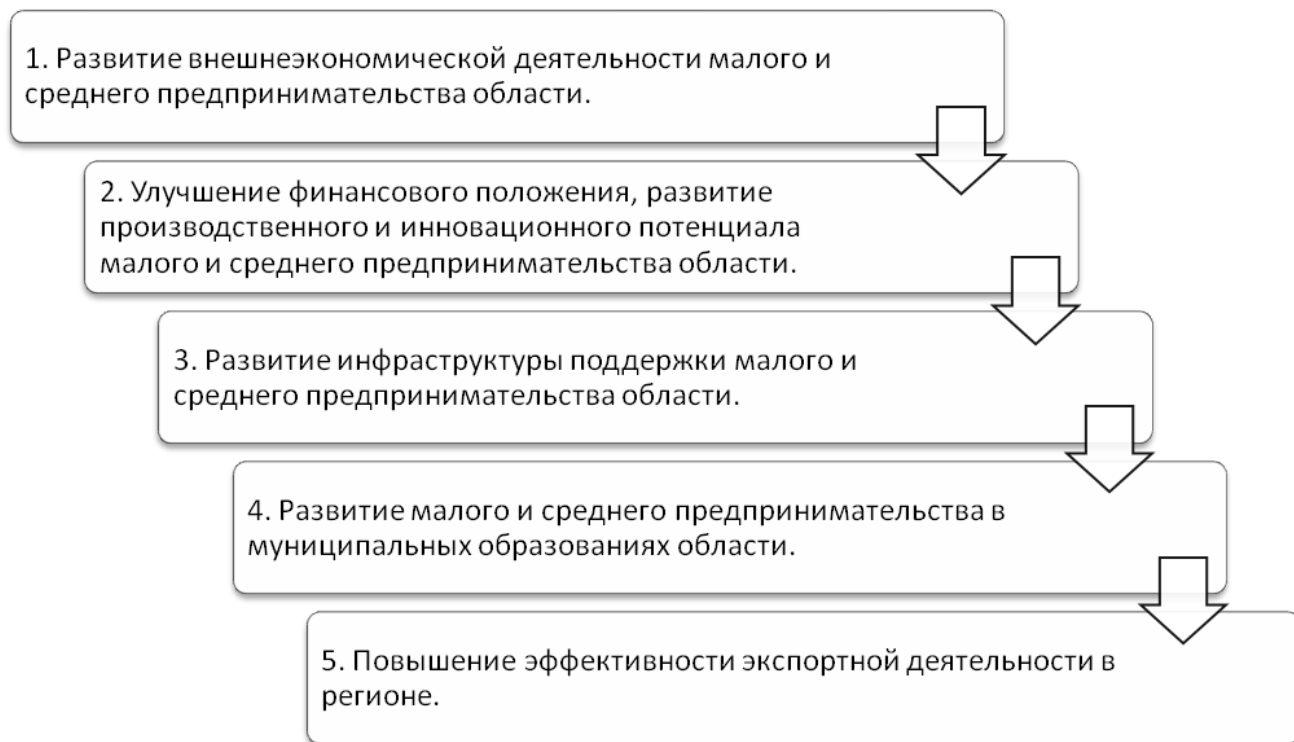 1. Развитие внешнеэкономической деятельности малого и
среднего предпринимательства области.
2. Улучшение финансового положения, развитие
производственного и инновационного потенциала
малого и среднего предпринимательства области.
3. Развитие инфраструктуры поддержки малого и
среднего предпринимательства области.
4. Развитие малого и среднего предпринимательства в
муниципальных образованиях области.
5. Повышение эффективности экспортной деятельности в
регионе.